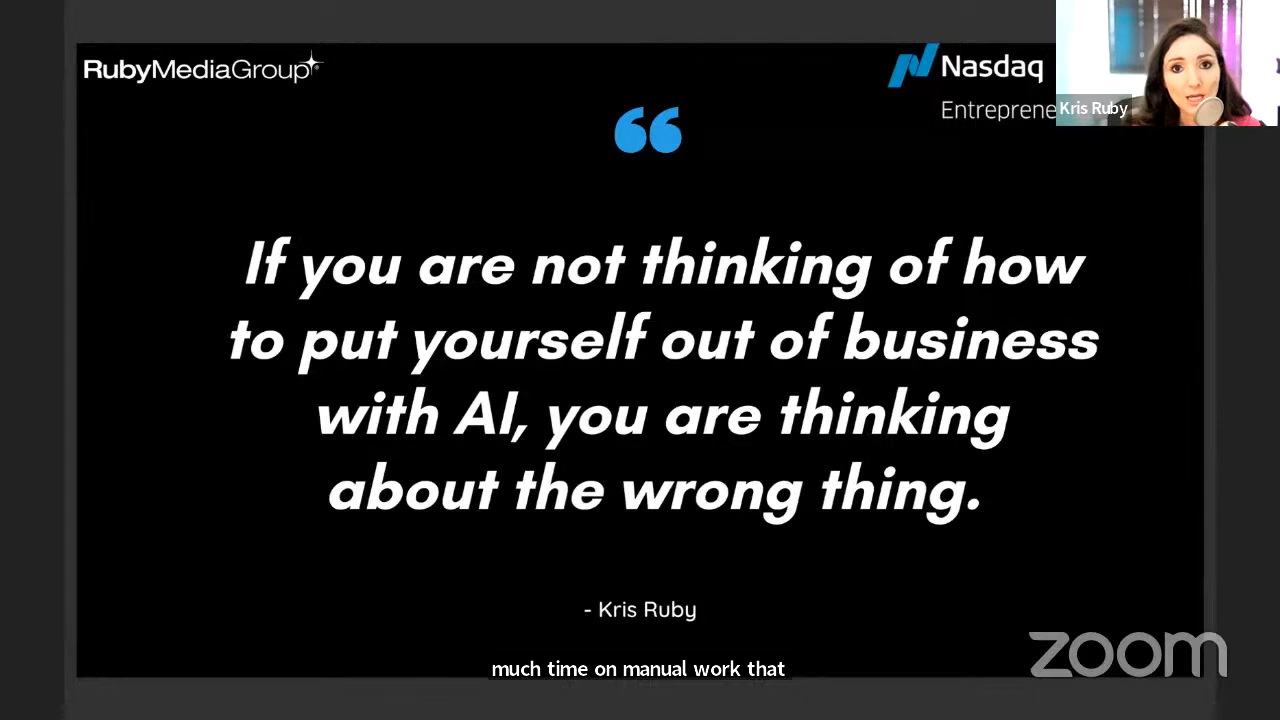 RubyMediaGroup
Nasdaq
Entreprene
Kris Ruby
“
If you are not thinking of how
to put yourself out of business
with AI, you are thinking
about the wrong thing.
- Kris Ruby
zoom
much time on manual work that